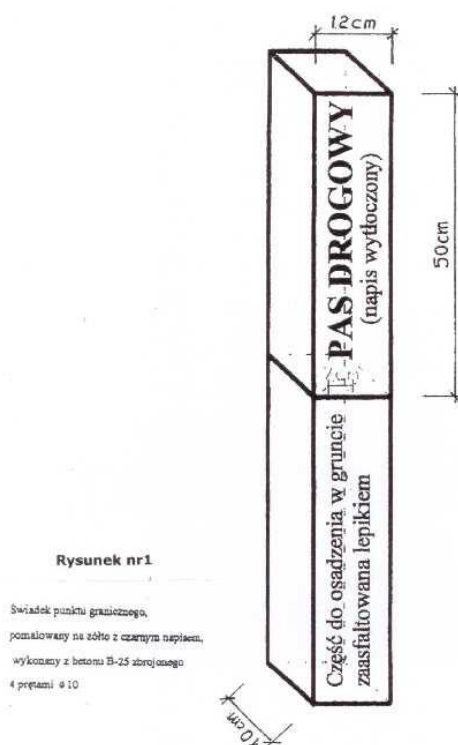 12cm
50cm
PAS DROGOWY
(napis wytłoczony)
Część do osadzenia w gruncie
zaasfaltowana lepikiem
10cm
Rysunek nr1
Świadek punktu granicznego,
pomalowany na żółto z czarnym napisem,
wykonany z betonu B-25 zbrojonego
4 prętami ø 10